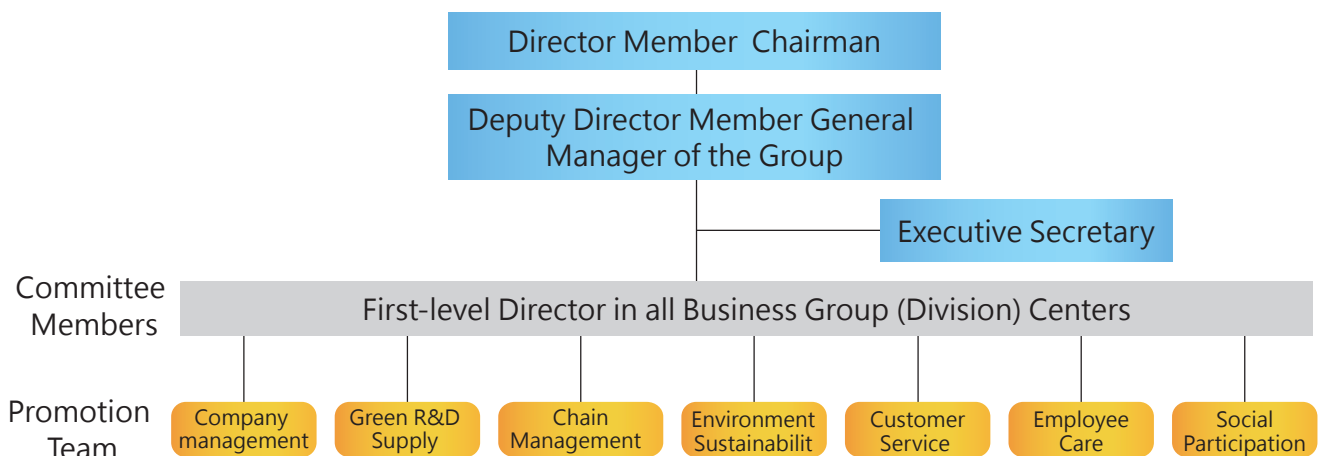 Director Member Chairman
Deputy Director Member General
Manager of the Group
Executive Secretary
Committee
Members
First-level Director in all Business Group (Division) Centers
Promotion
Team
Company
management
Green R&D
Supply
Chain
Management
Environment
Sustainabilit
Customer
Service
Employee
Care
Social
Participation